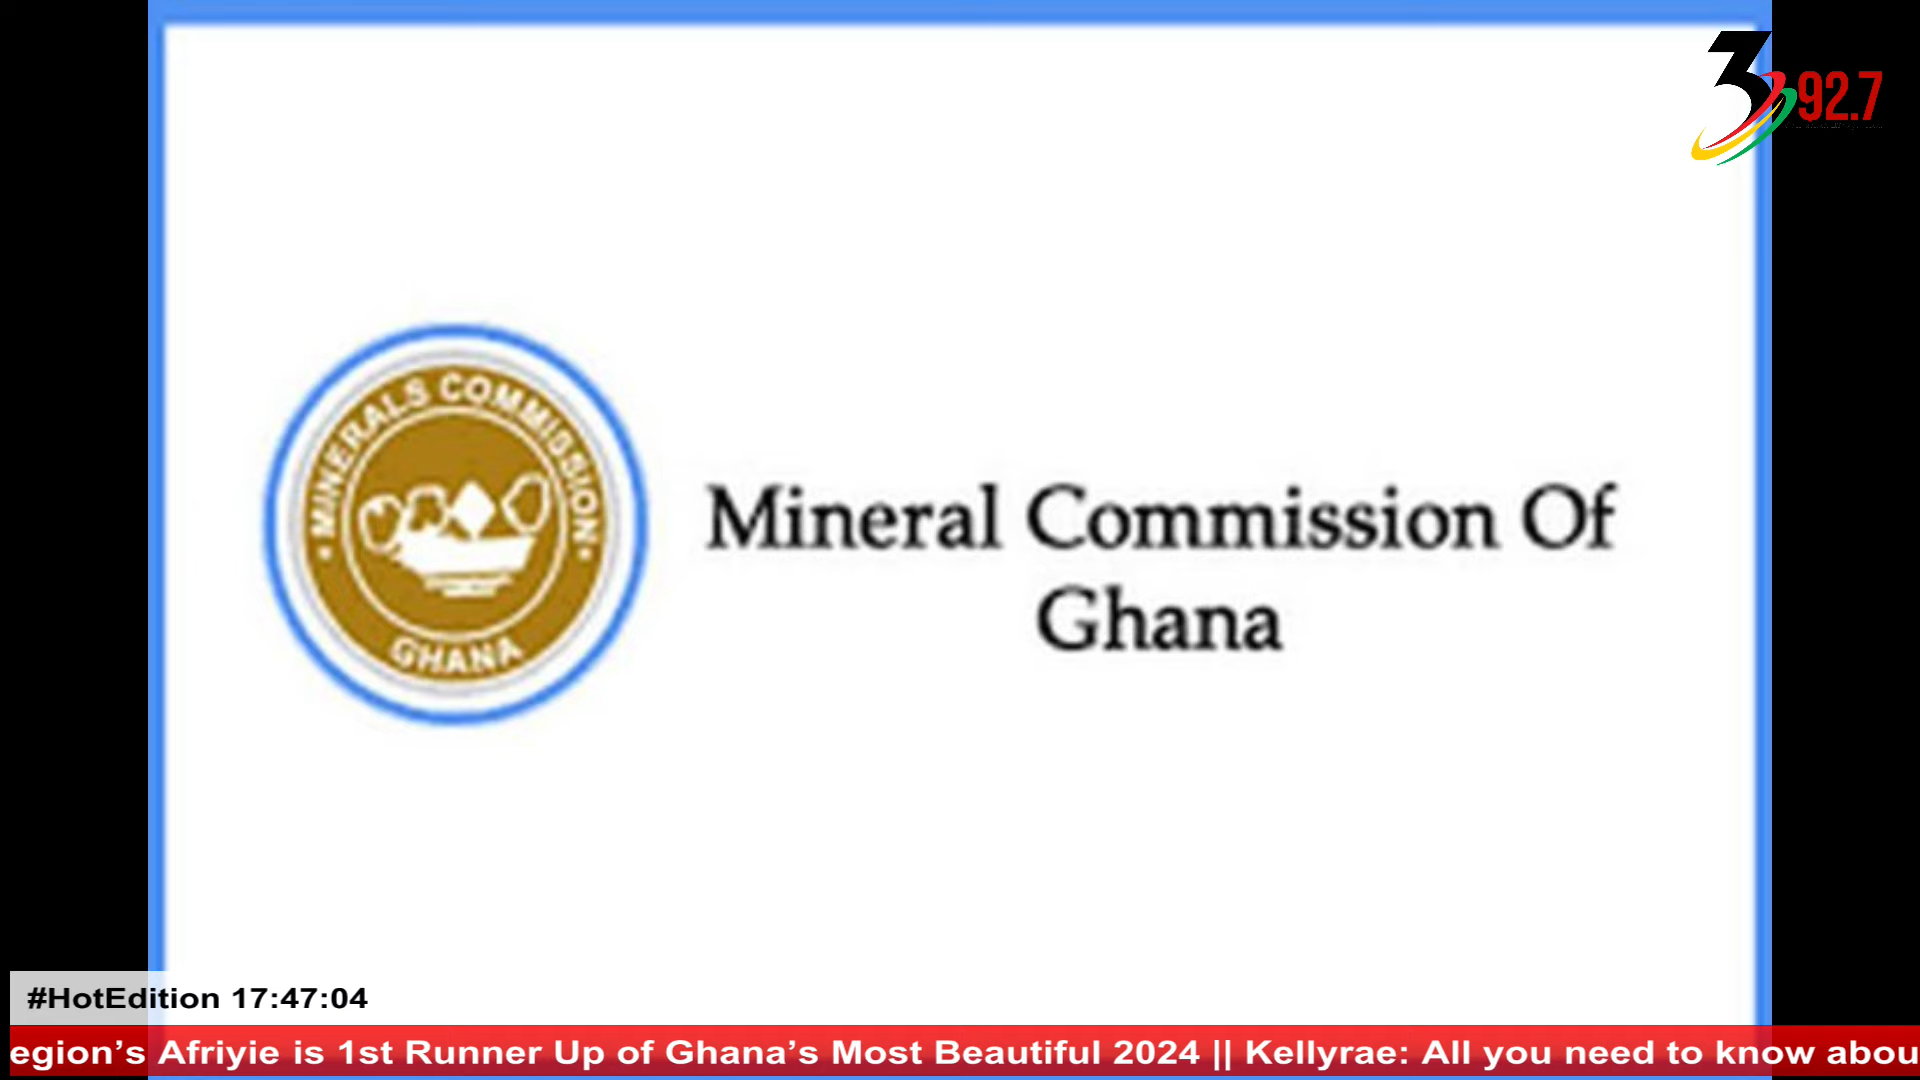 3 92.7
MINERALS COMMISSION
GHANA
Mineral Commission Of
Ghana
#HotEdition 17:47:04
egion’s Afriyie is 1st Runner Up of Ghana’s Most Beautiful 2024 || Kellyrae: All you need to know abou